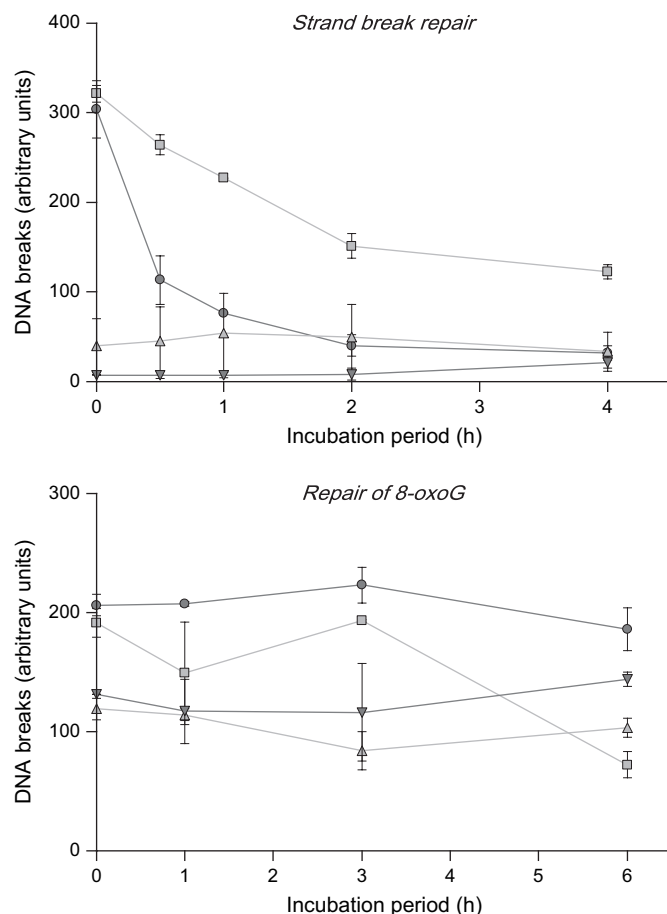 Strand break repair
DNA breaks (arbitrary units)
400
300
200
100
0
0 1 2 3 4
Incubation period (h)
Repair of 8-oxoG
DNA breaks (arbitrary units)
300
200
100
0
0 1 2 3 4 5 6
Incubation period (h)